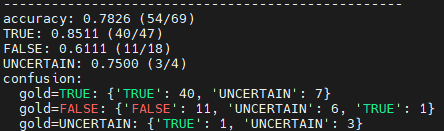 --------------------------------------------------
accuracy: 0.7826 (54/69)
TRUE: 0.8511 (40/47)
FALSE: 0.6111 (11/18)
UNCERTAIN: 0.7500 (3/4)
confusion:
  gold=TRUE: {'TRUE': 40, 'UNCERTAIN': 7}
  gold=FALSE: {'FALSE': 11, 'UNCERTAIN': 6, 'TRUE': 1}
  gold=UNCERTAIN: {'TRUE': 1, 'UNCERTAIN': 3}